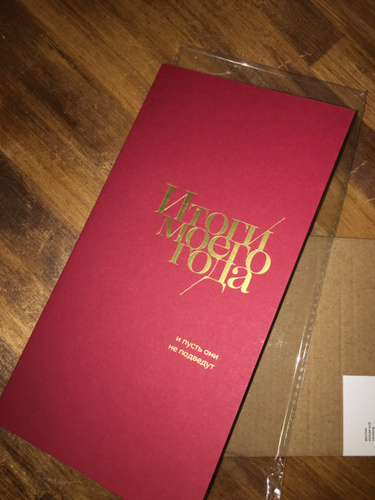 Итоги
моего
года
и пусть они
не подведут